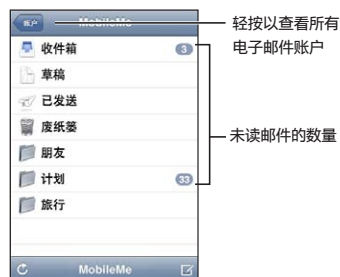 账户
MobileMe
轻按以查看所有
电子邮件账户
收件箱
3
草稿
已发送
废纸篓
未读邮件的数量
朋友
计划
33
旅行
MobileMe